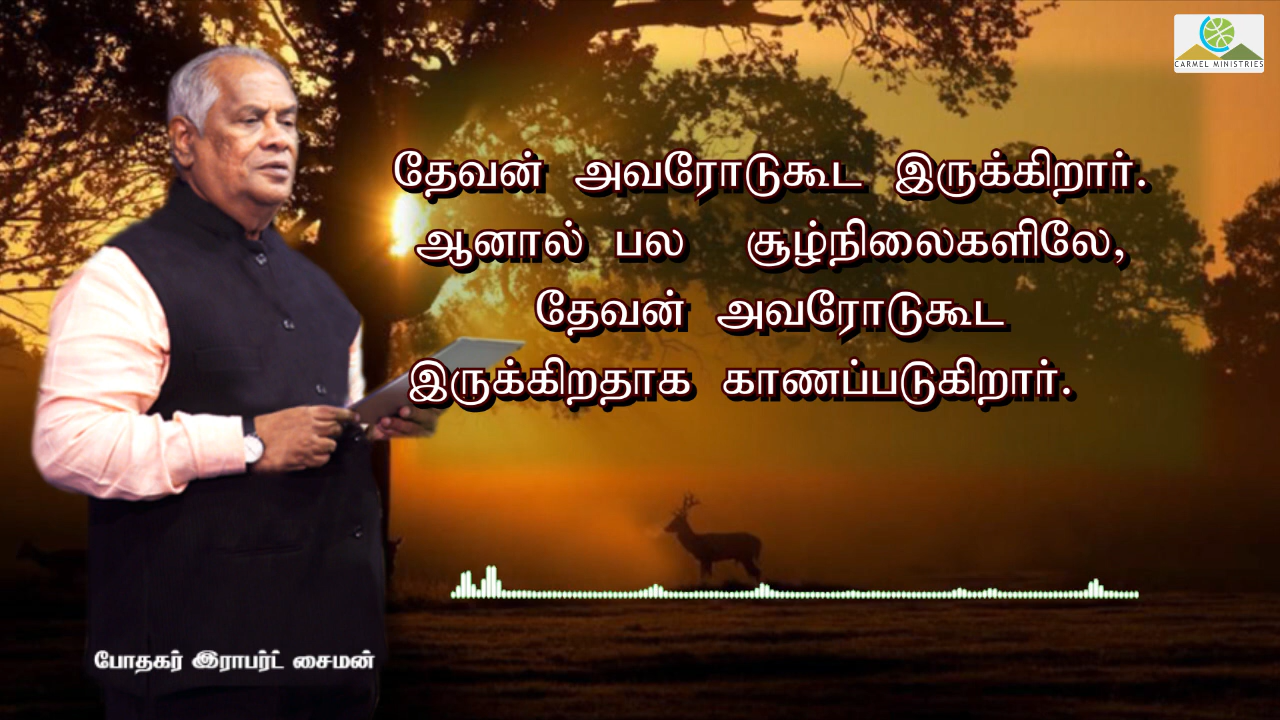 CARMEL MINISTRIES
தேவன் அவரோடுகூட இருக்கிறார்.
ஆனால் பல சூழ்நிலைகளிலே,
தேவன் அவரோடுகூட
இருக்கிறதாக காணப்படுகிறார்.
போதகர் இராபர்ட் சைமன்